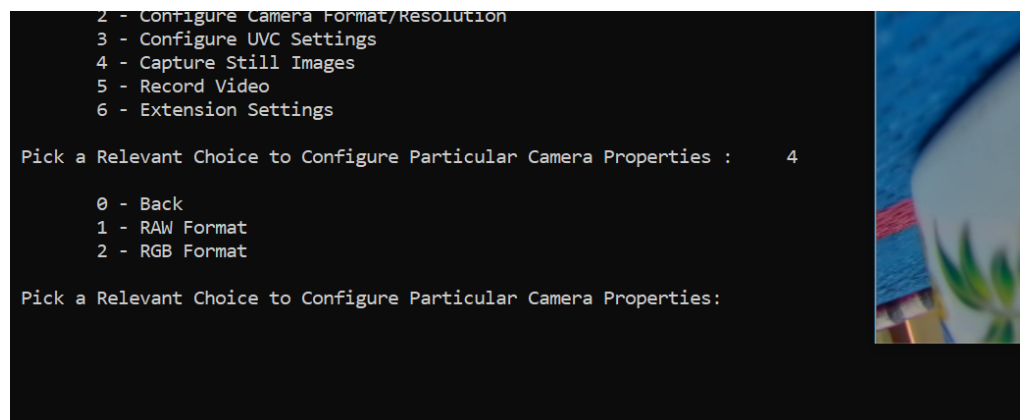 2 - Configure Camera Format/Resolution
3 - Configure UVC Settings
4 - Capture Still Images
5 - Record Video
6 - Extension Settings
Pick a Relevant Choice to Configure Particular Camera Properties :     4
0 - Back
1 - RAW Format
2 - RGB Format
Pick a Relevant Choice to Configure Particular Camera Properties: